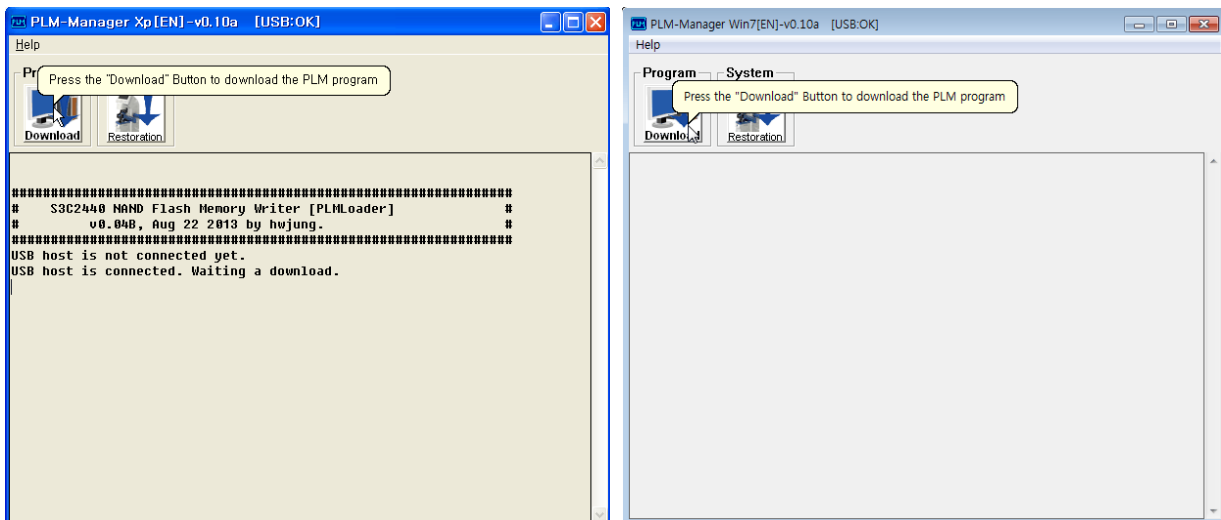 PLM-Manager Xp[EN]-v0.10a [USB:OK]
Help
Press the "Download" Button to download the PLM program
Download
Restoration
################################################################
# S3C2440 NAND Flash Memory Writer [PLMLoader] #
# v0.04B, Aug 22 2013 by hwjung. #
################################################################
USB host is not connected yet.
USB host is connected. Waiting a download.
PLM-Manager Win7[EN]-v0.10a [USB:OK]
Help
Program System
Press the "Download" Button to download the PLM program
Download
Restoration